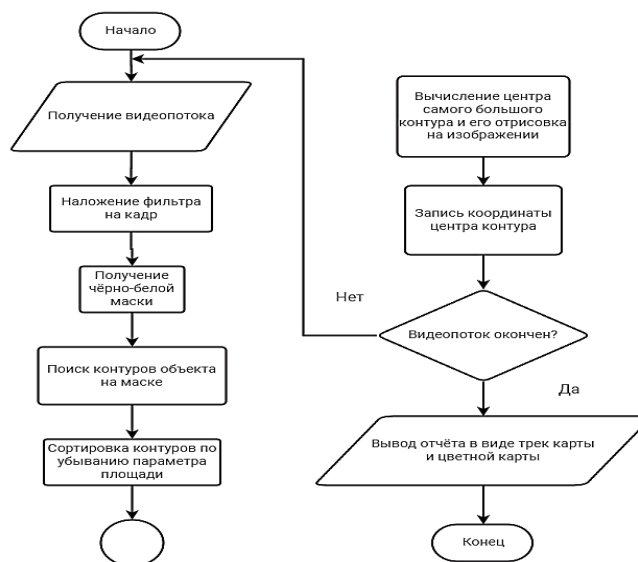 Начало
Получение видеопотока
Наложение фильтра
на кадр
Получение
чёрно-белой
маски
Поиск контуров объекта
на маске
Сортировка контуров по
убыванию параметра
площади
Вычисление центра
самого большого
контура и его отрисовка
на изображении
Запись координаты
центра контура
Нет
Видеопоток окончен?
Да
Вывод отчёта в виде трек карты
и цветной карты
Конец